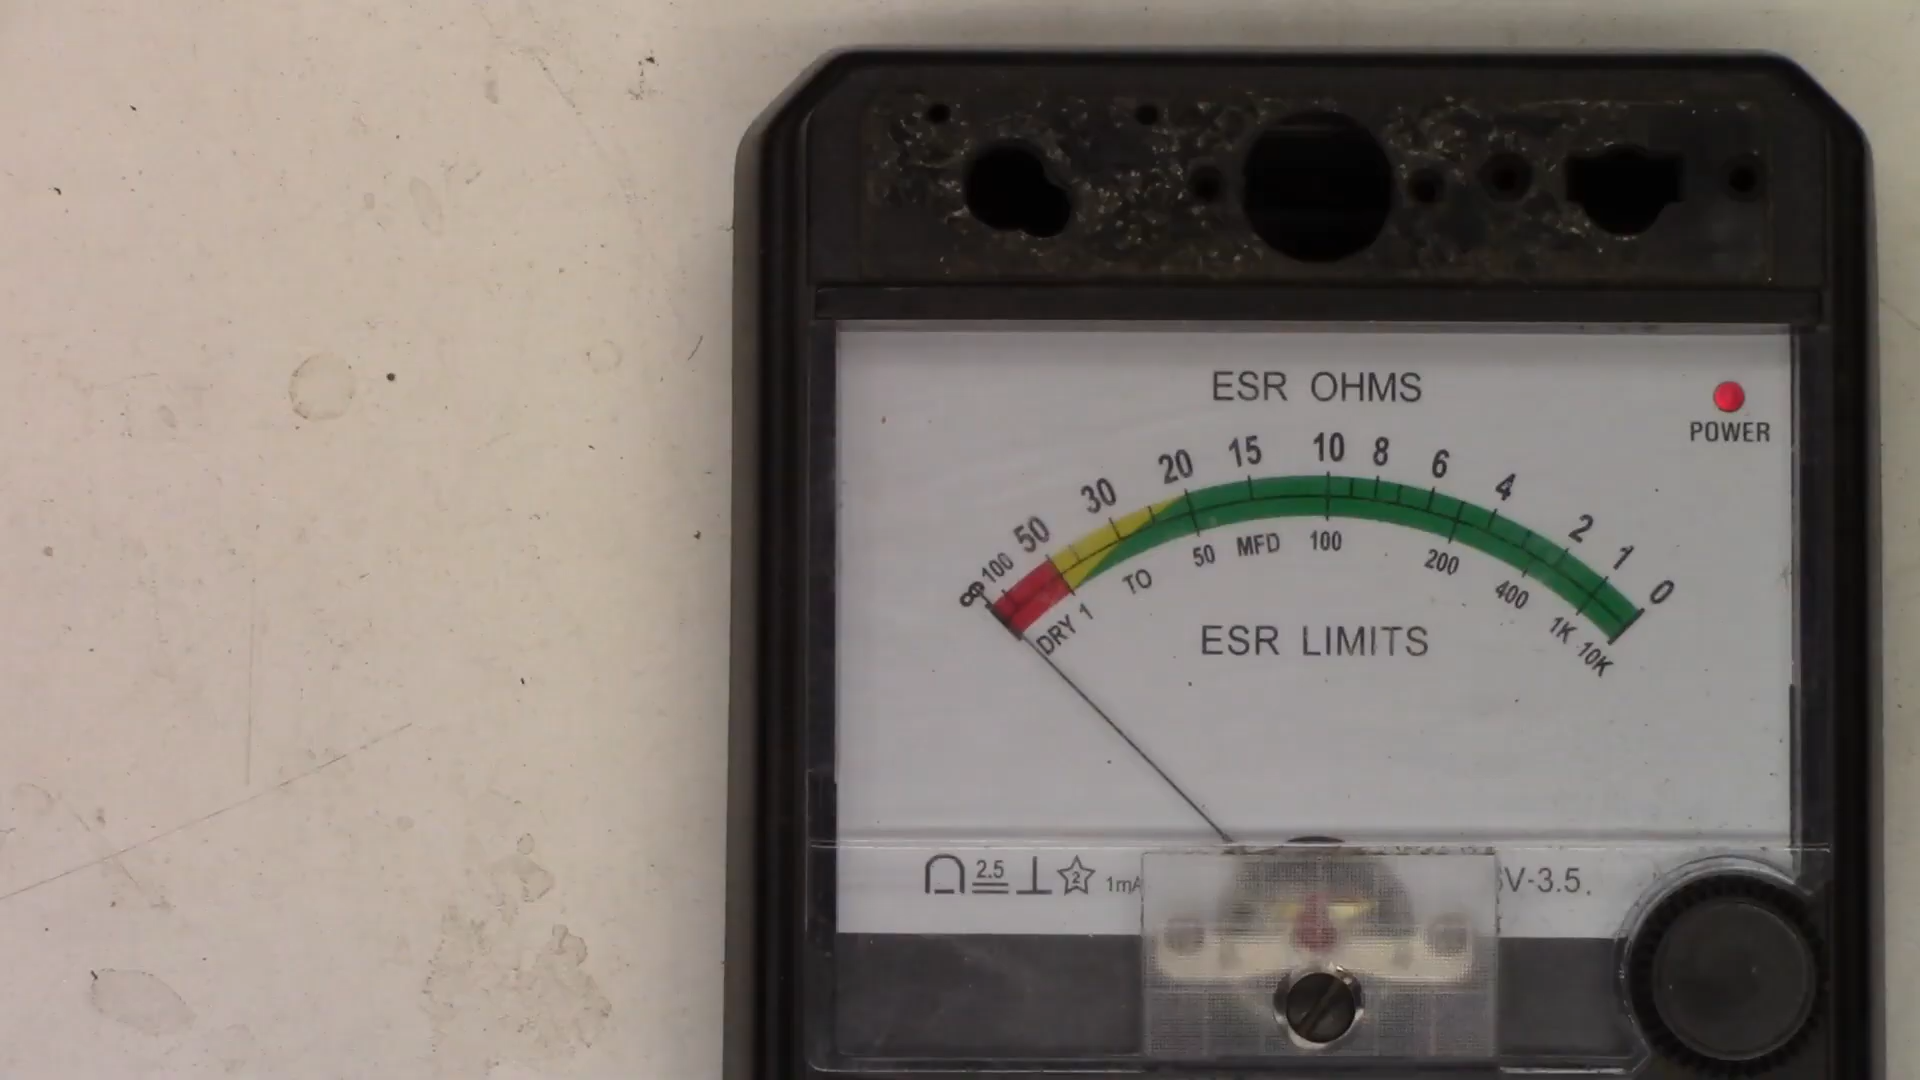 ESR OHMS
POWER
∞ 100 50 30 20 15 10 8 6 4 2 1 0
DRY 1 TO 50 MFD 100 200 400 1K 10K
ESR LIMITS
2.5 2 1mA V-3.5.